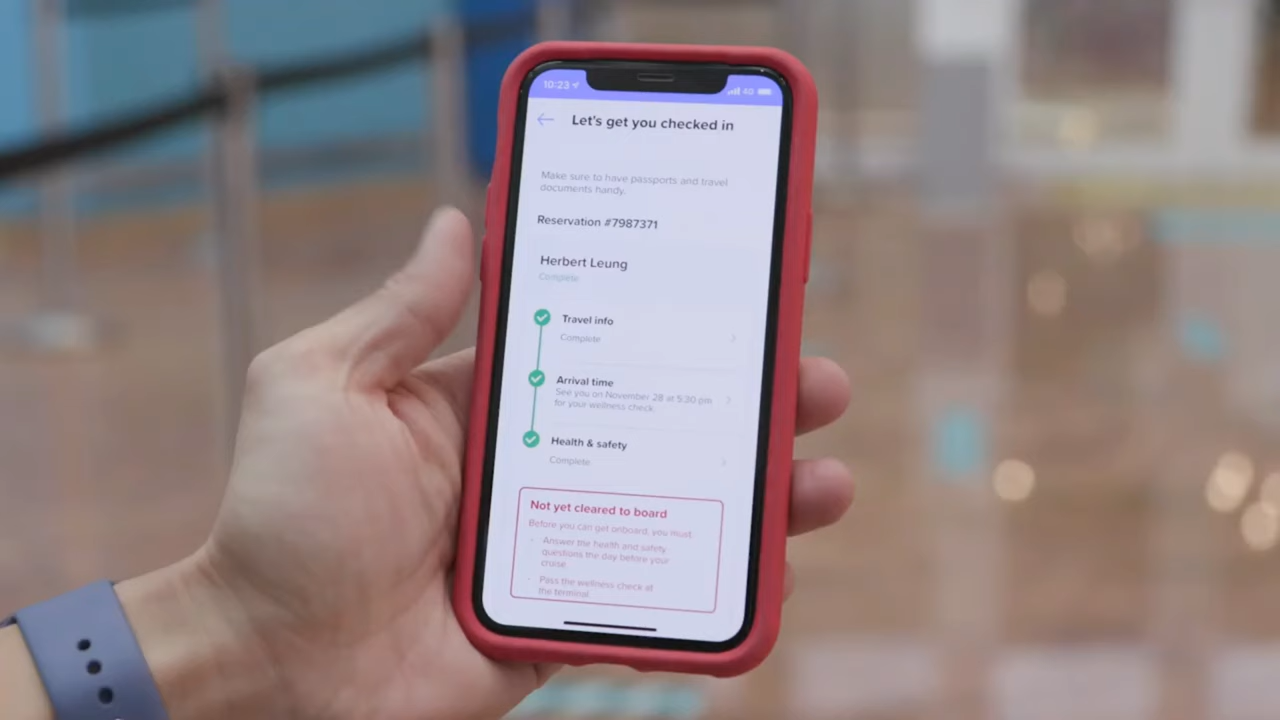 10:23
4G
Let's get you checked in
Make sure to have passports and travel
documents handy.
Reservation #7987371
Herbert Leung
Complete
Travel info
Complete
Arrival time
See you on November 28 at 5:30 pm
for your wellness check.
Health & safety
Complete
Not yet cleared to board
Before you can get onboard, you must:
- Answer the health and safety
questions the day before your
cruise.
- Pass the wellness check at
the terminal.